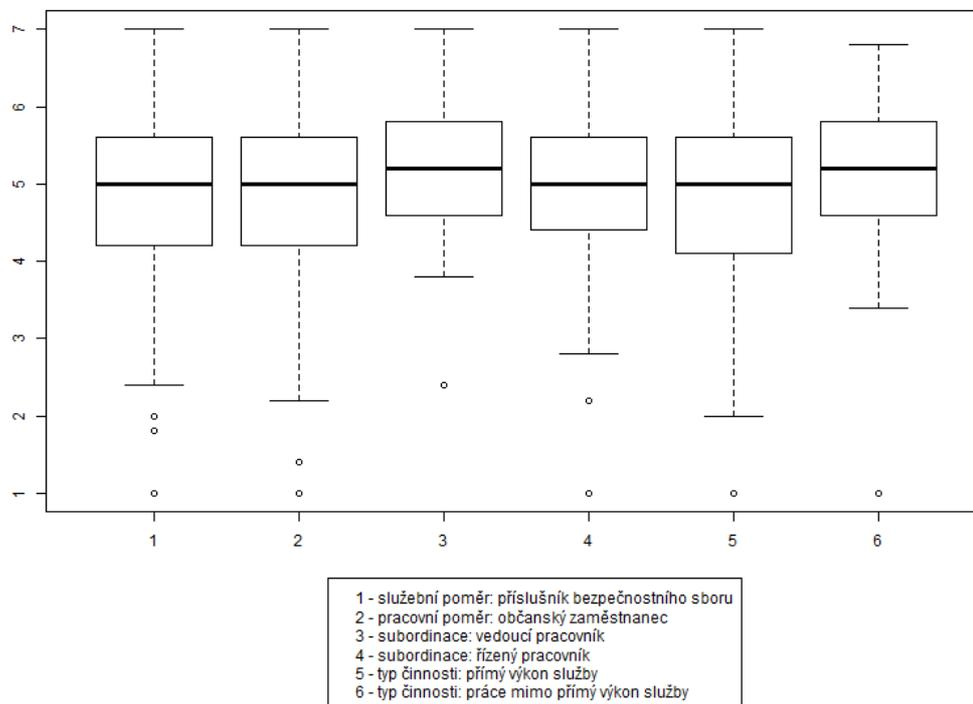 7
6
5
4
3
2
1
1 2 3 4 5 6
1 - služební poměr: příslušník bezpečnostního sboru
2 - pracovní poměr: občanský zaměstnanec
3 - subordinace: vedoucí pracovník
4 - subordinace: řízený pracovník
5 - typ činnosti: přímý výkon služby
6 - typ činnosti: práce mimo přímý výkon služby